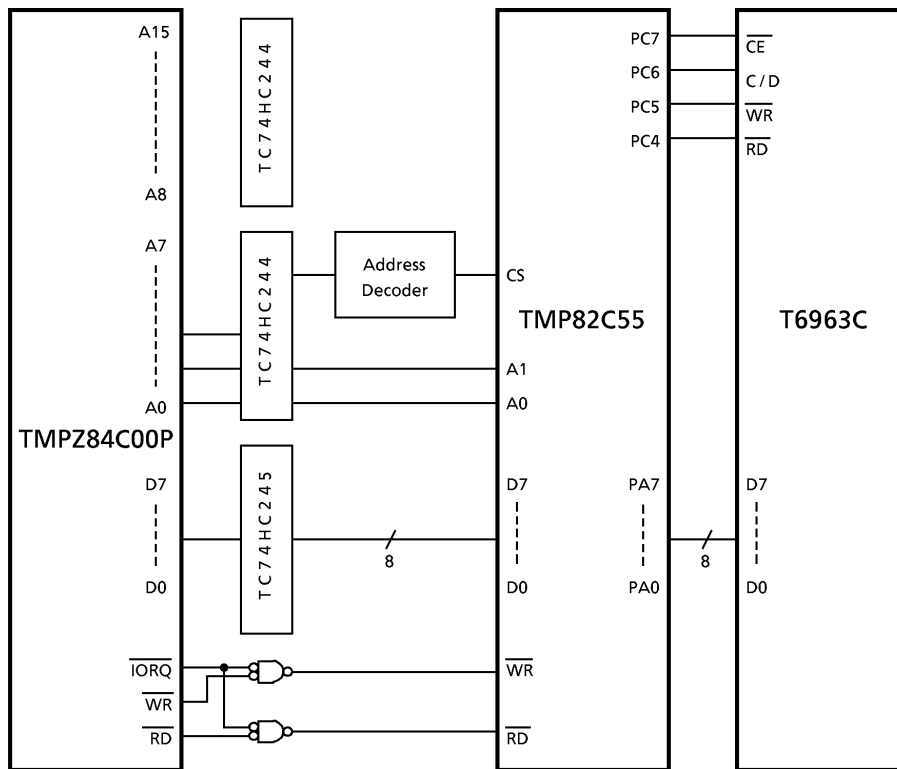 A15
A8
A7
A0
TMPZ84C00P
D7
D0
IORQ
WR
RD
TC74HC244
TC74HC244
TC74HC245
Address
Decoder
8
PC7
PC6
PC5
PC4
CS
TMP82C55
A1
A0
D7
PA7
D0
PA0
WR
RD
8
CE
C / D
WR
RD
T6963C
D7
D0